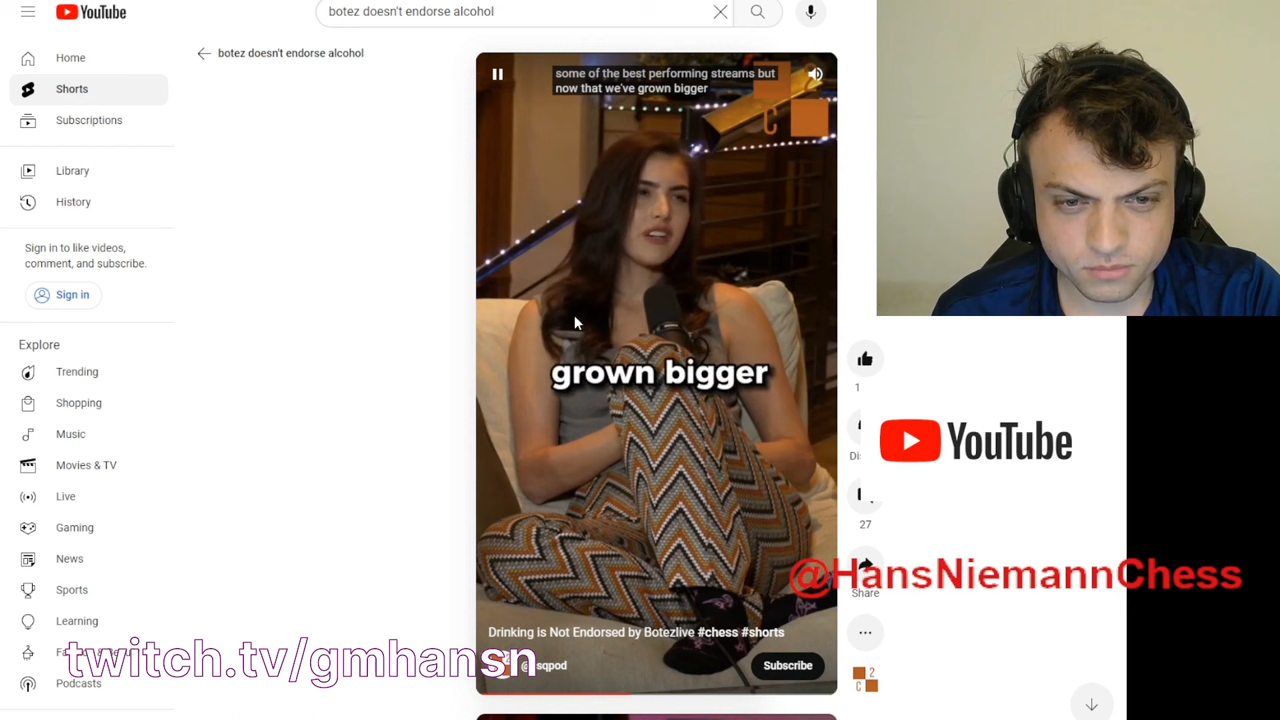 YouTube
botez doesn't endorse alcohol
Home
botez doesn't endorse alcohol
Shorts
Subscriptions
Library
History
Sign in to like videos,
comment, and subscribe.
Sign in
Explore
Trending
Shopping
Music
Movies & TV
Live
Gaming
News
Sports
Learning
Podcasts
some of the best performing streams but
now that we've grown bigger
2
C
grown bigger
Drinking is Not Endorsed by Botezlive #chess #shorts
sqpod
Subscribe
1
27
Share
2
C
YouTube
@HansNiemannChess
twitch.tv/gmhansn